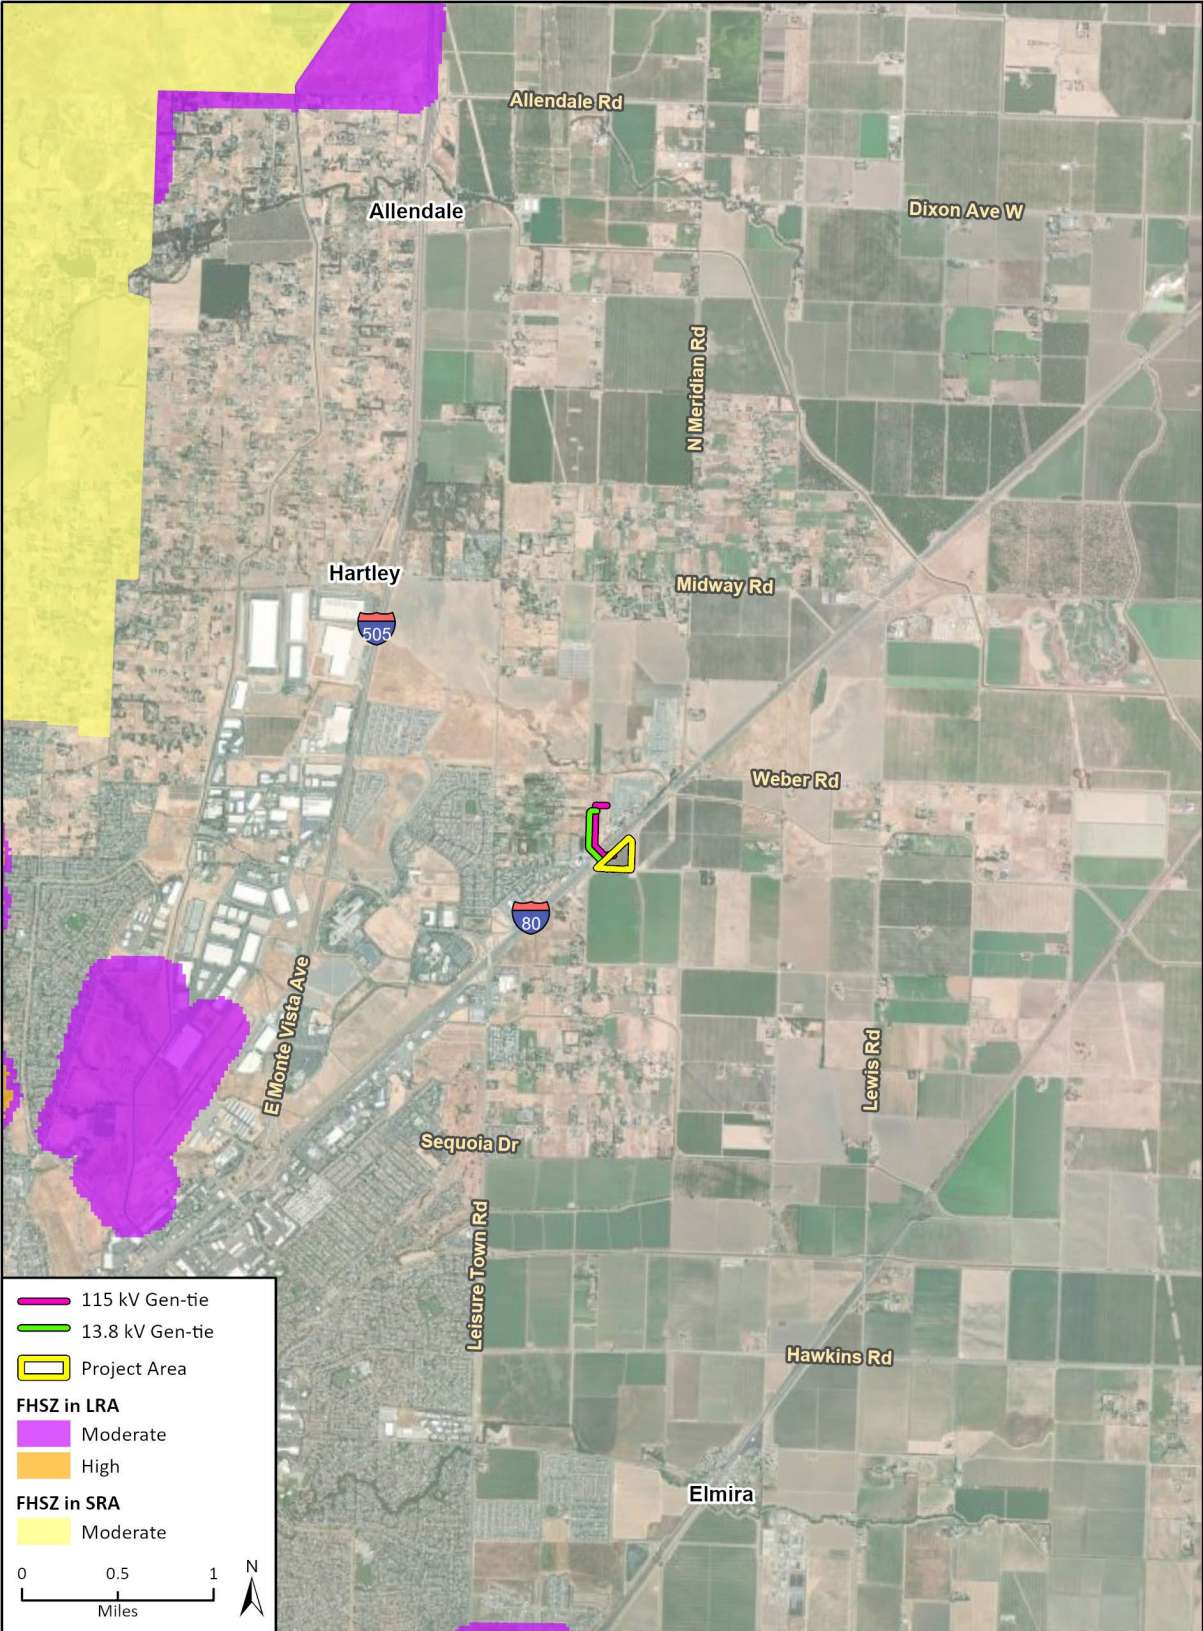 Allendale Rd
Allendale
Dixon Ave W
N Meridian Rd
Hartley
Midway Rd
505
Weber Rd
80
E Monte Vista Ave
Lewis Rd
Sequoia Dr
Leisure Town Rd
Hawkins Rd
Elmira
115 kV Gen-tie
13.8 kV Gen-tie
Project Area
FHSZ in LRA
Moderate
High
FHSZ in SRA
Moderate
0 0.5 1
Miles
N